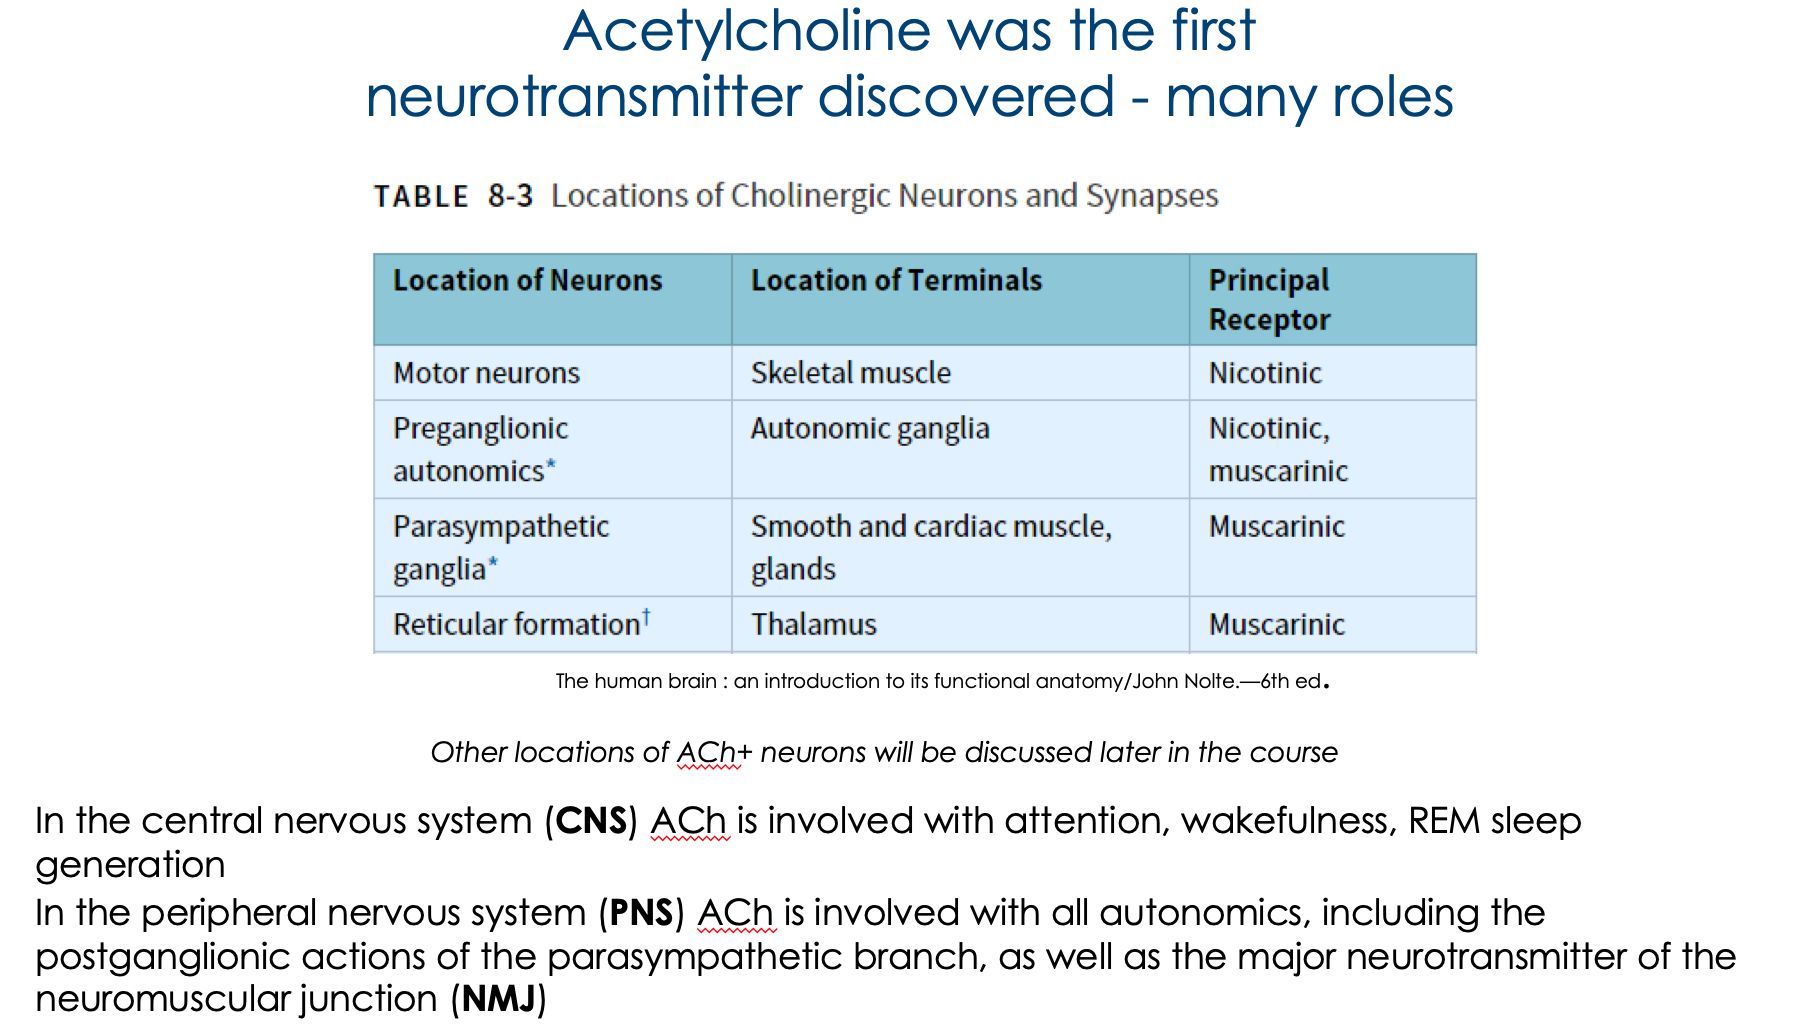 Acetylcholine was the first
neurotransmitter discovered - many roles
TABLE 8-3 Locations of Cholinergic Neurons and Synapses
Location of Neurons
Location of Terminals
Principal
Receptor
Motor neurons
Skeletal muscle
Nicotinic
Preganglionic
autonomics*
Autonomic ganglia
Nicotinic,
muscarinic
Parasympathetic
ganglia*
Smooth and cardiac muscle,
glands
Muscarinic
Reticular formation†
Thalamus
Muscarinic
The human brain : an introduction to its functional anatomy/John Nolte.—6th ed.
Other locations of ACh+ neurons will be discussed later in the course
In the central nervous system (CNS) ACh is involved with attention, wakefulness, REM sleep
generation
In the peripheral nervous system (PNS) ACh is involved with all autonomics, including the
postganglionic actions of the parasympathetic branch, as well as the major neurotransmitter of the
neuromuscular junction (NMJ)